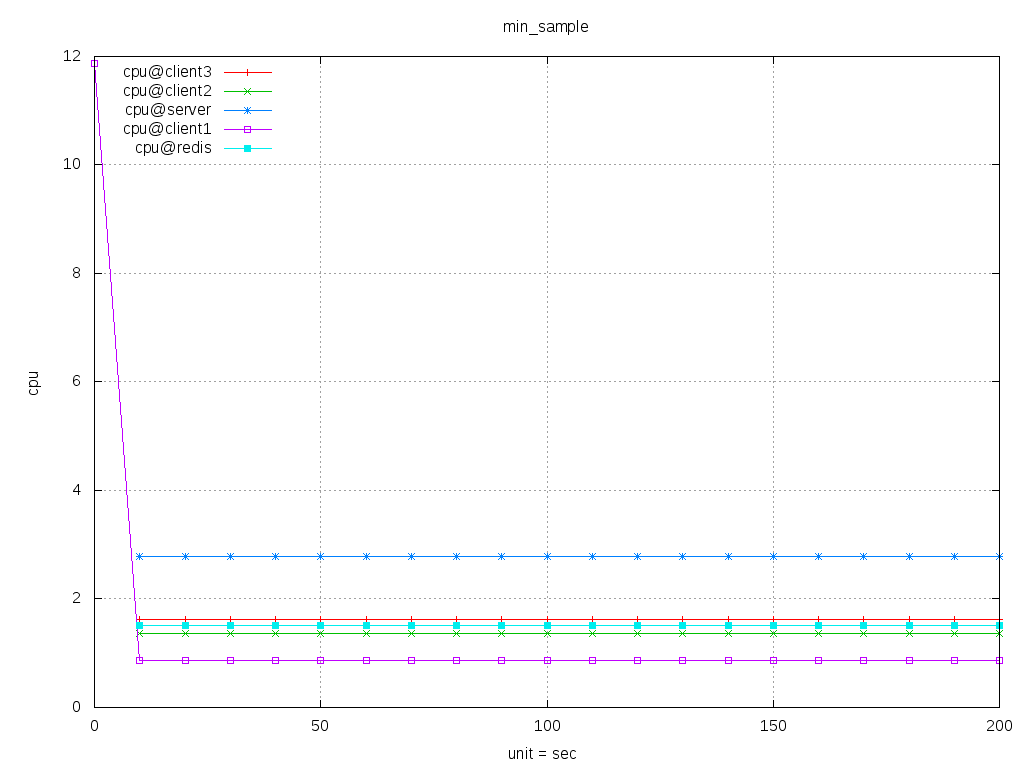 min_sample
12
cpu@client3
cpu@client2
cpu@server
cpu@client1
cpu@redis
10
8
6
cpu
4
2
0
0 50 100 150 200
unit = sec